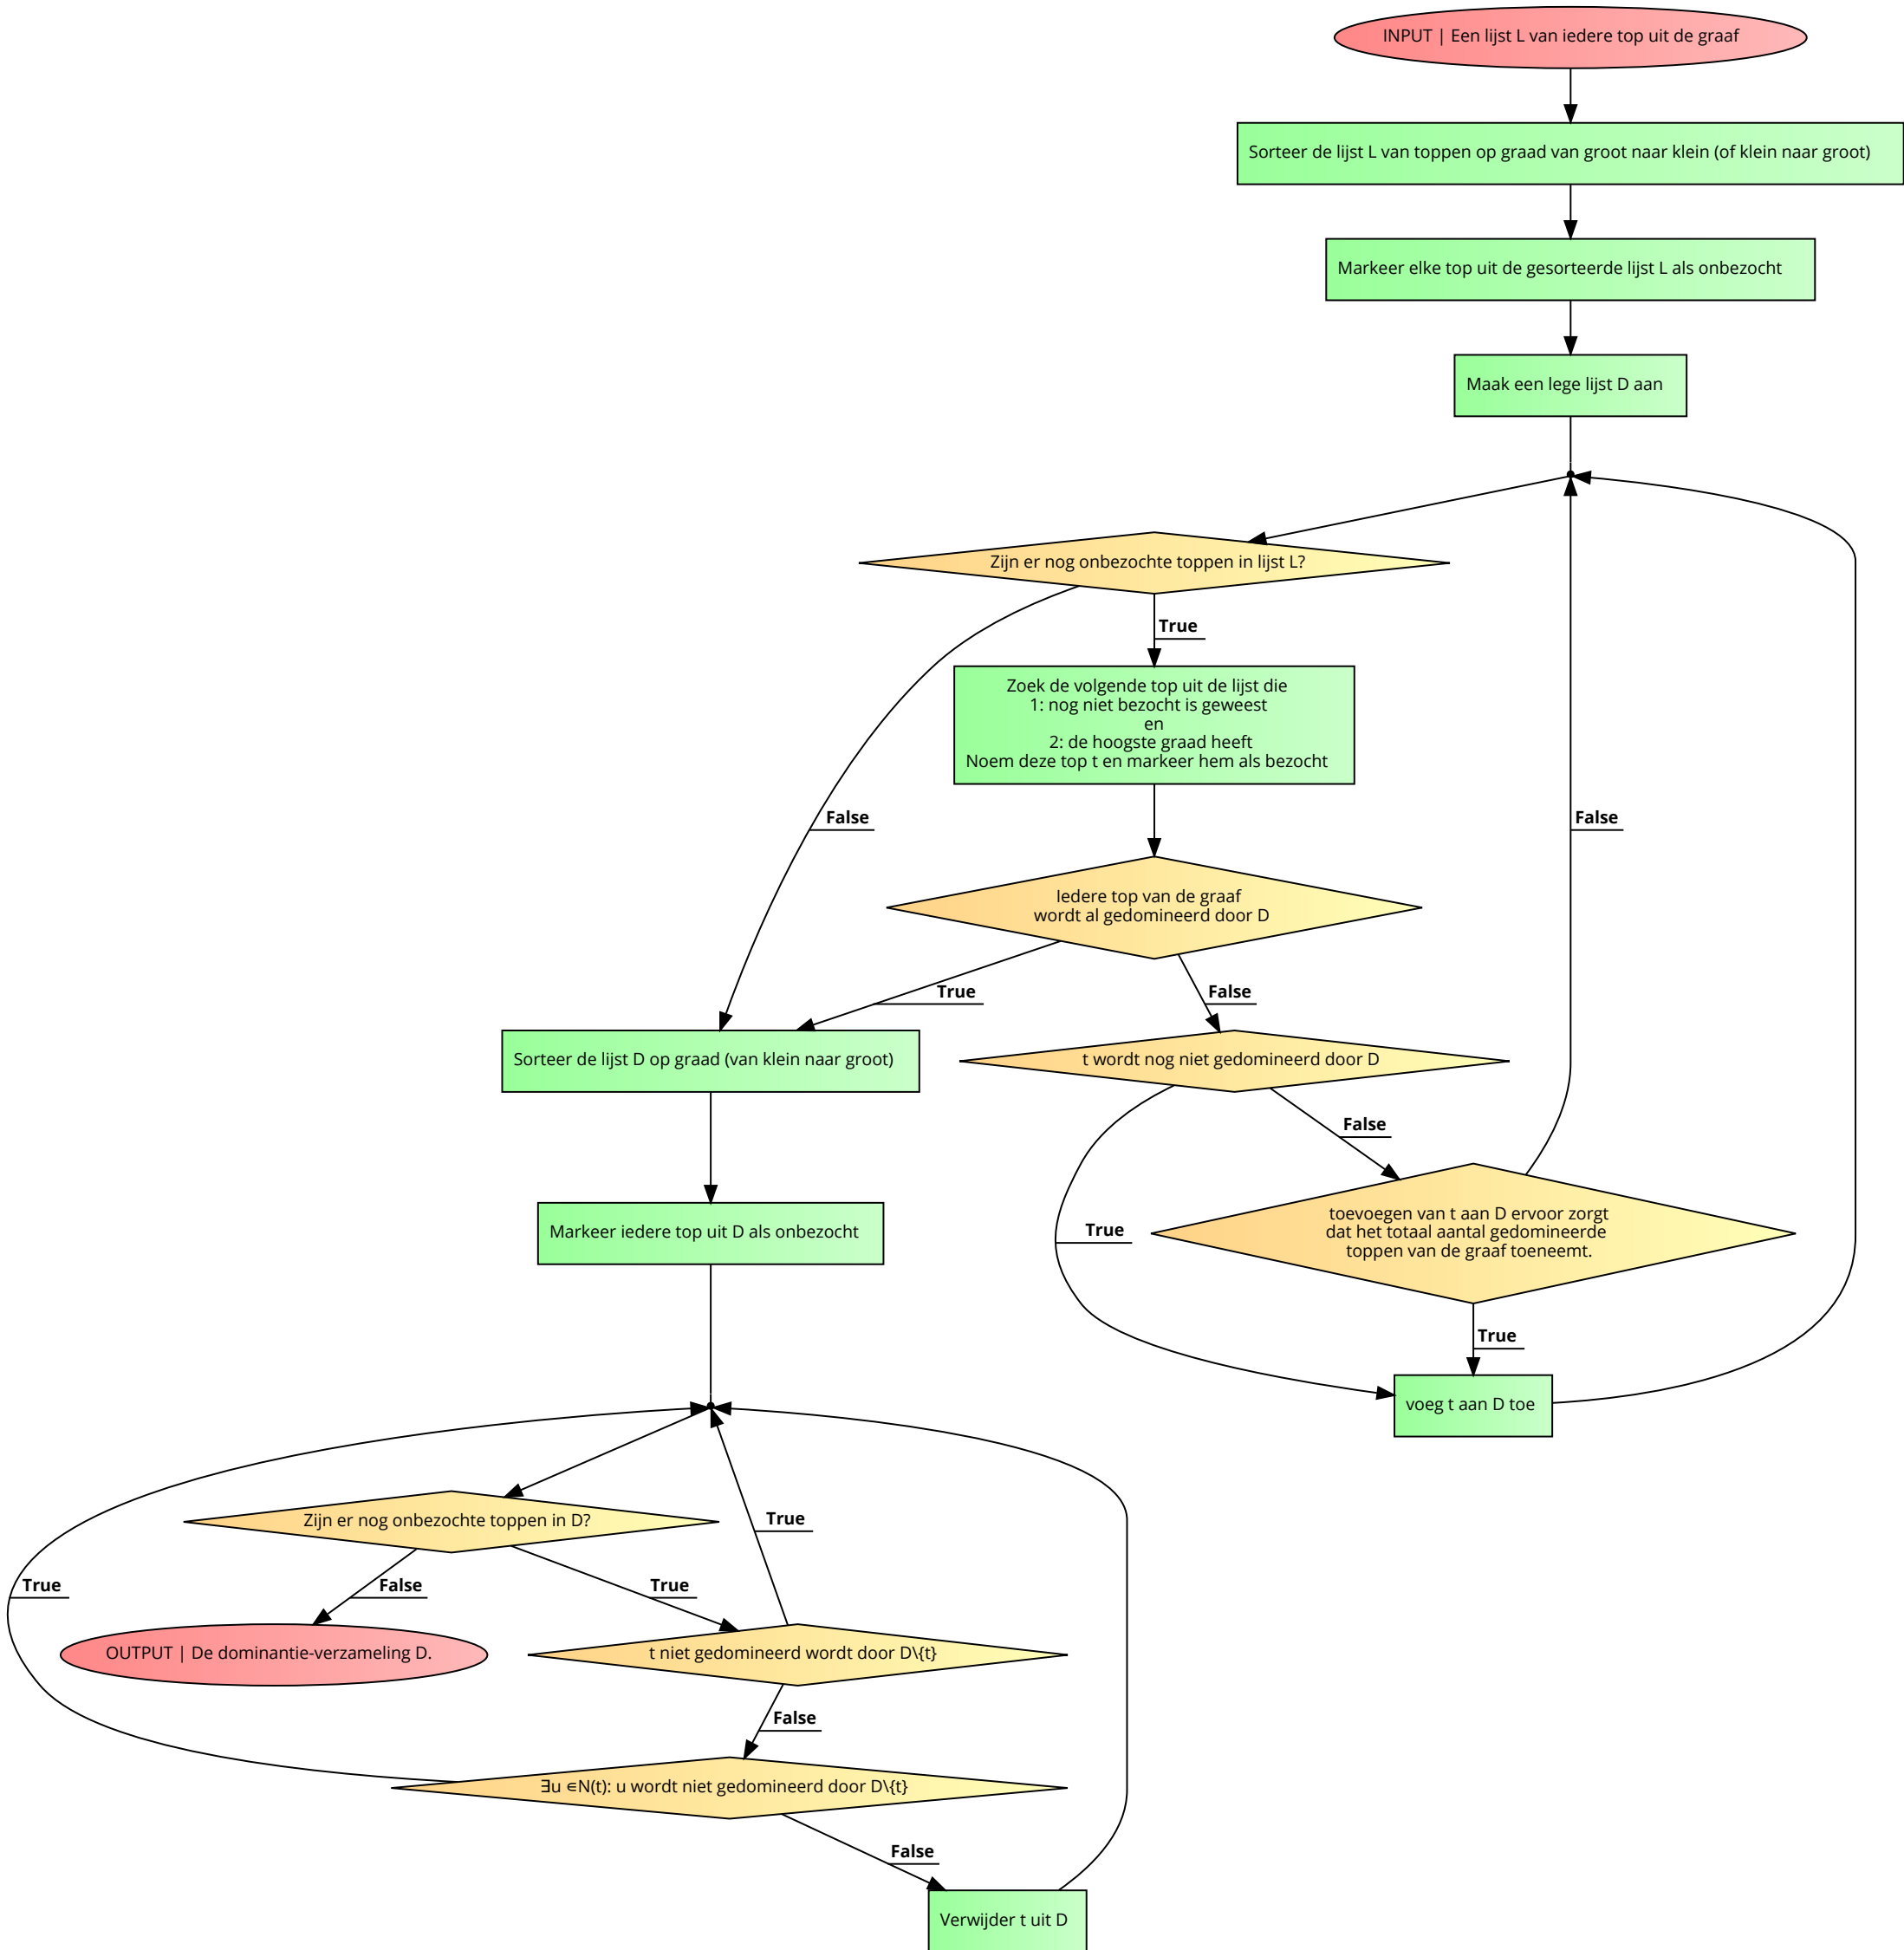 INPUT | Een lijst L van iedere top uit de graaf
Sorteer de lijst L van toppen op graad van groot naar klein (of klein naar groot)
Markeer elke top uit de gesorteerde lijst L als onbezocht
Maak een lege lijst D aan
Zijn er nog onbezochte toppen in lijst L?
True
Zoek de volgende top uit de lijst die
1: nog niet bezocht is geweest
en
2: de hoogste graad heeft
Noem deze top t en markeer hem als bezocht
False
False
Iedere top van de graaf
wordt al gedomineerd door D
True
False
Sorteer de lijst D op graad (van klein naar groot)
t wordt nog niet gedomineerd door D
False
Markeer iedere top uit D als onbezocht
True
toevoegen van t aan D ervoor zorgt
dat het totaal aantal gedomineerde
toppen van de graaf toeneemt.
True
voeg t aan D toe
Zijn er nog onbezochte toppen in D?
True
True
False
True
OUTPUT | De dominantie-verzameling D.
t niet gedomineerd wordt door D\{t}
False
∃u ∊N(t): u wordt niet gedomineerd door D\{t}
False
Verwijder t uit D